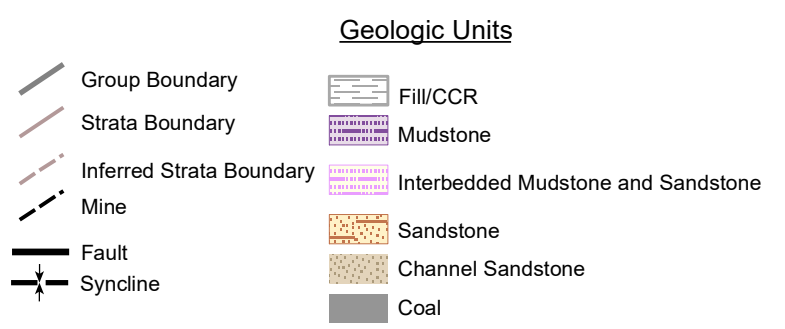 Geologic Units
Group Boundary
Strata Boundary
Inferred Strata Boundary
Mine
Fault
Syncline
Fill/CCR
Mudstone
Interbedded Mudstone and Sandstone
Sandstone
Channel Sandstone
Coal